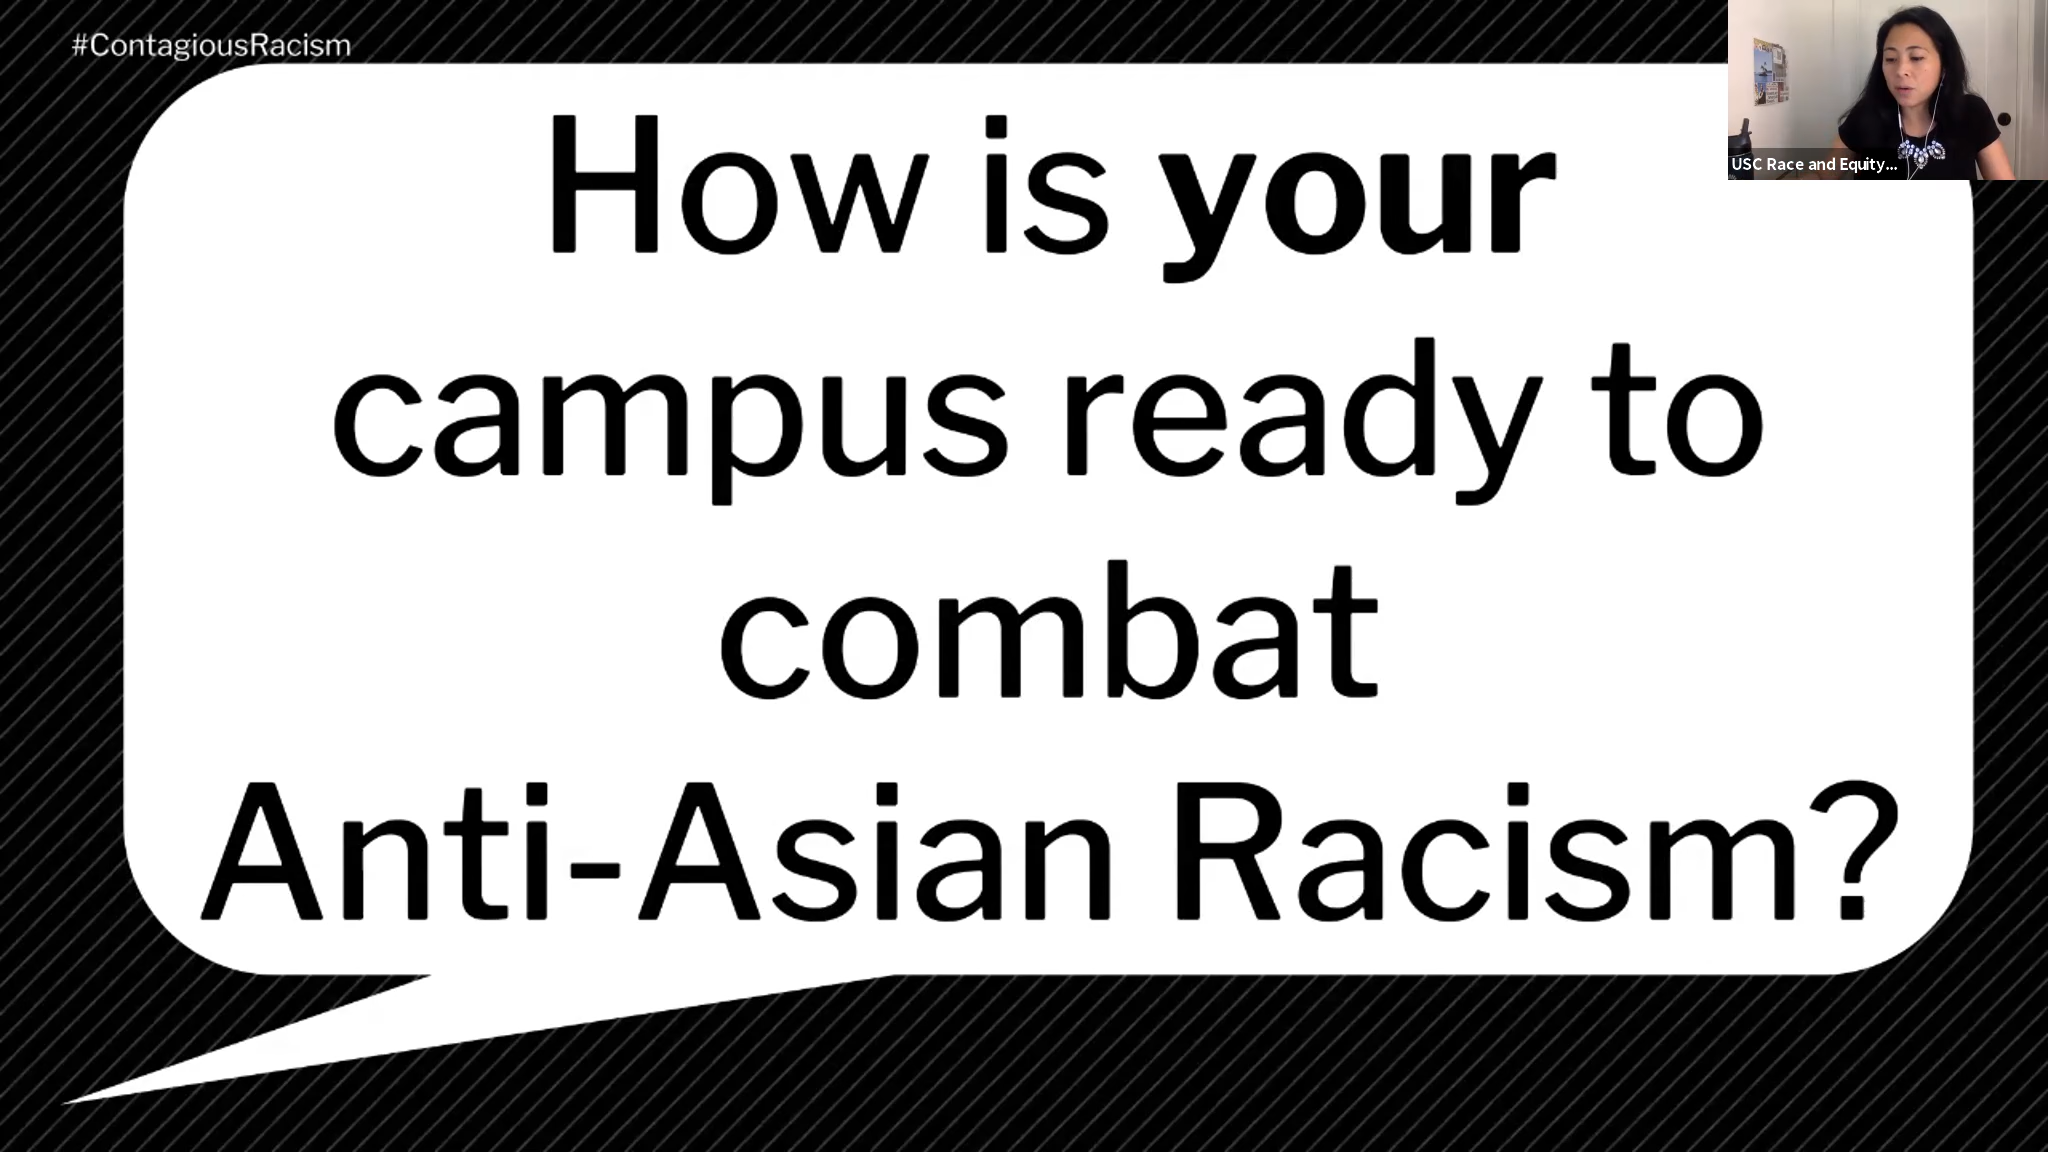 #ContagiousRacism
How is your
campus ready to
combat
Anti-Asian Racism?
USC Race and Equity...